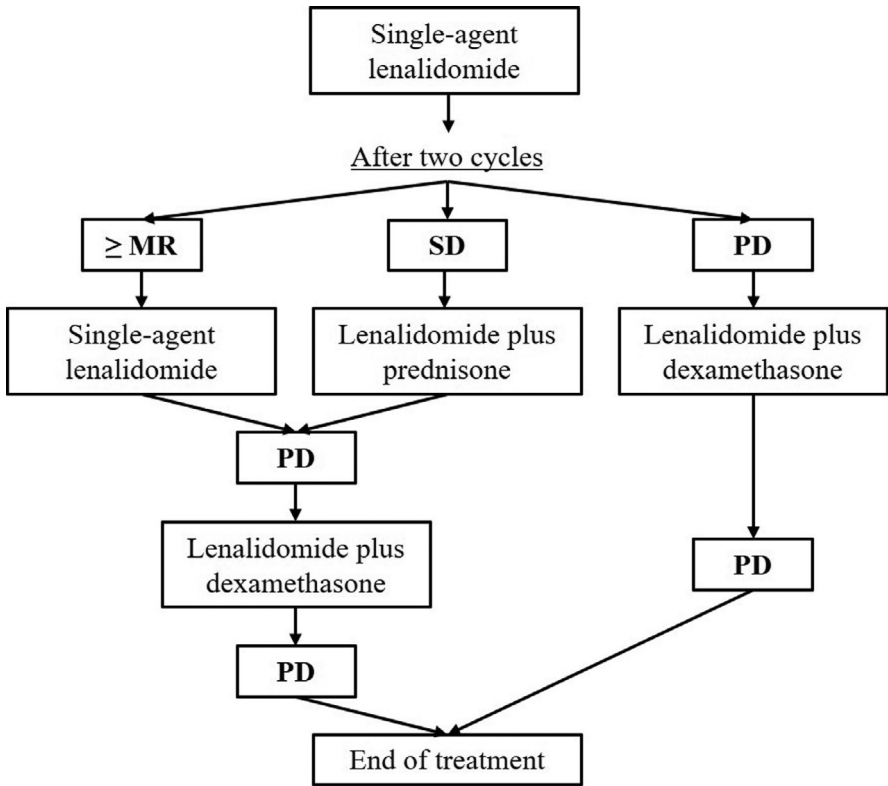 Single-agent
lenalidomide
After two cycles
≥ MR
SD
PD
Single-agent
lenalidomide
Lenalidomide plus
prednisone
Lenalidomide plus
dexamethasone
PD
Lenalidomide plus
dexamethasone
PD
PD
End of treatment